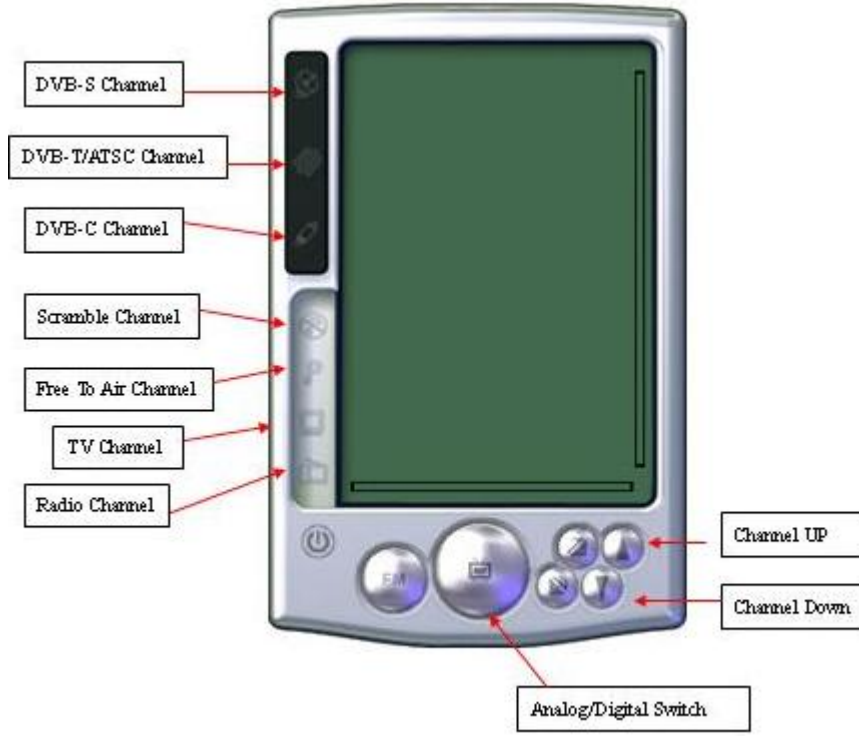 DVB-S Channel
DVB-T/ATSC Channel
DVB-C Channel
Scramble Channel
Free To Air Channel
TV Channel
Radio Channel
FM
Channel UP
Channel Down
Analog/Digital Switch